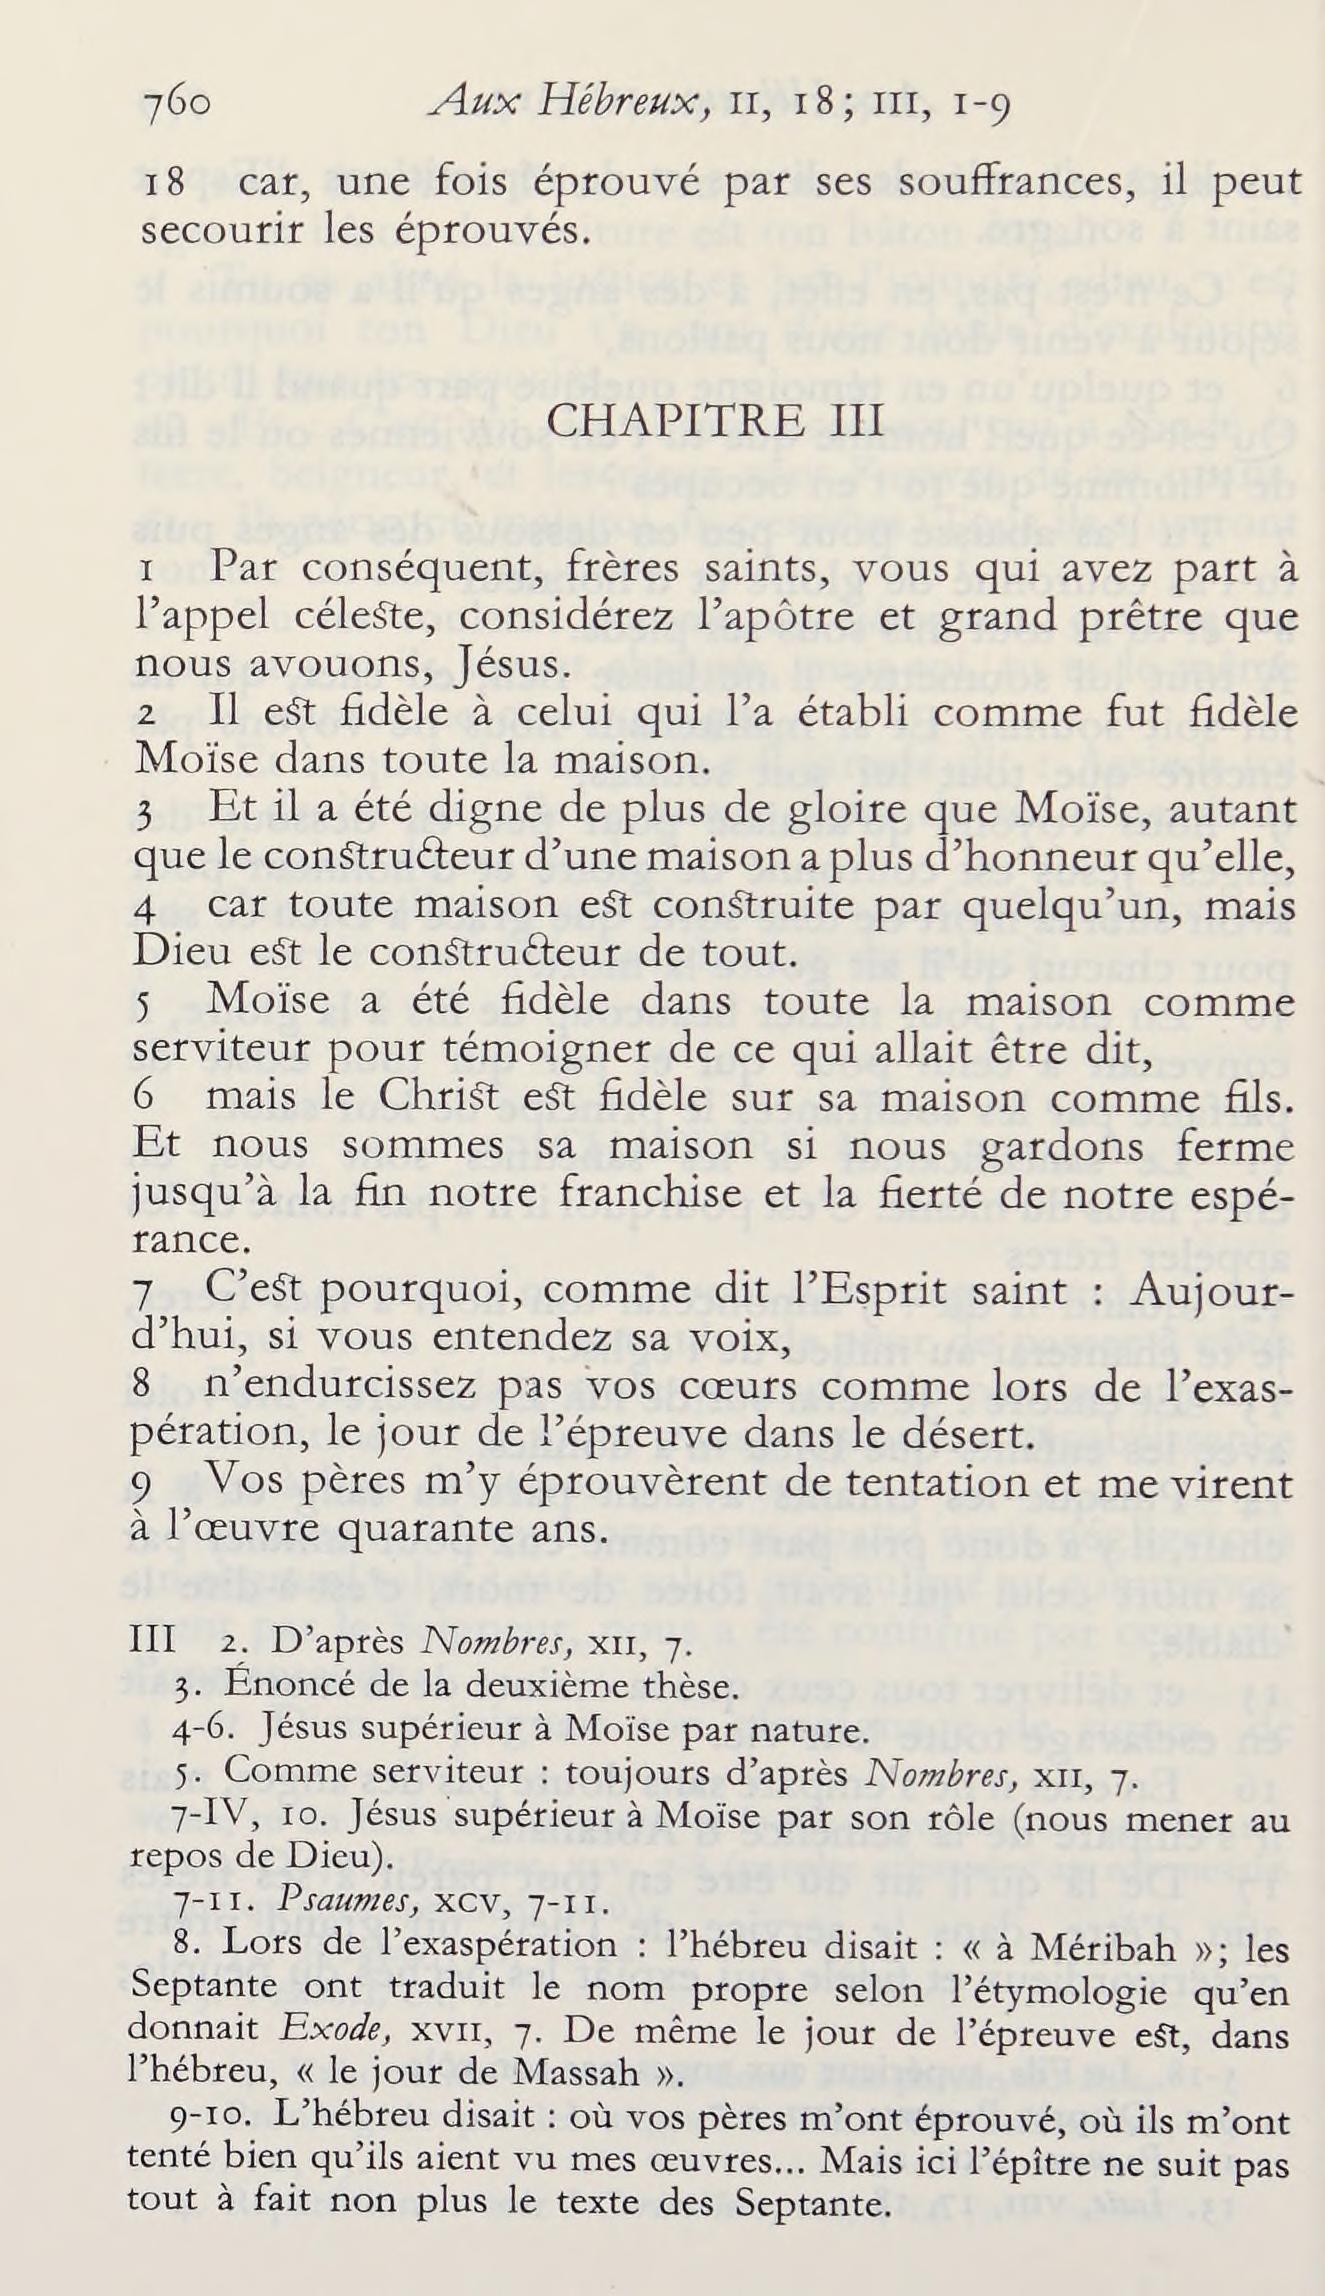 760 Aux Hébreux, II, 18; III, 1-9
18 car, une fois éprouvé par ses souffrances, il peut
secourir les éprouvés.
CHAPITRE III
1 Par conséquent, frères saints, vous qui avez part à
l’appel céleste, considérez l’apôtre et grand prêtre que
nous avouons, Jésus.
2 Il est fidèle à celui qui l’a établi comme fut fidèle
Moïse dans toute la maison.
3 Et il a été digne de plus de gloire que Moïse, autant
que le constructeur d’une maison a plus d’honneur qu’elle,
4 car toute maison est construite par quelqu’un, mais
Dieu est le constructeur de tout.
5 Moïse a été fidèle dans toute la maison comme
serviteur pour témoigner de ce qui allait être dit,
6 mais le Christ est fidèle sur sa maison comme fils.
Et nous sommes sa maison si nous gardons ferme
jusqu’à la fin notre franchise et la fierté de notre espé-
rance.
7 C’est pourquoi, comme dit l’Esprit saint : Aujour-
d’hui, si vous entendez sa voix,
8 n’endurcissez pas vos cœurs comme lors de l’exas-
pération, le jour de l’épreuve dans le désert.
9 Vos pères m’y éprouvèrent de tentation et me virent
à l’œuvre quarante ans.
III 2. D’après Nombres, XII, 7.
3. Énoncé de la deuxième thèse.
4-6. Jésus supérieur à Moïse par nature.
5. Comme serviteur : toujours d’après Nombres, XII, 7.
7-IV, 10. Jésus supérieur à Moïse par son rôle (nous mener au
repos de Dieu).
7-11. Psaumes, XCV, 7-11.
8. Lors de l’exaspération : l’hébreu disait : « à Méribah »; les
Septante ont traduit le nom propre selon l’étymologie qu’en
donnait Exode, XVII, 7. De même le jour de l’épreuve est, dans
l’hébreu, « le jour de Massah ».
9-10. L’hébreu disait : où vos pères m’ont éprouvé, où ils m’ont
tenté bien qu’ils aient vu mes œuvres... Mais ici l’épître ne suit pas
tout à fait non plus le texte des Septante.